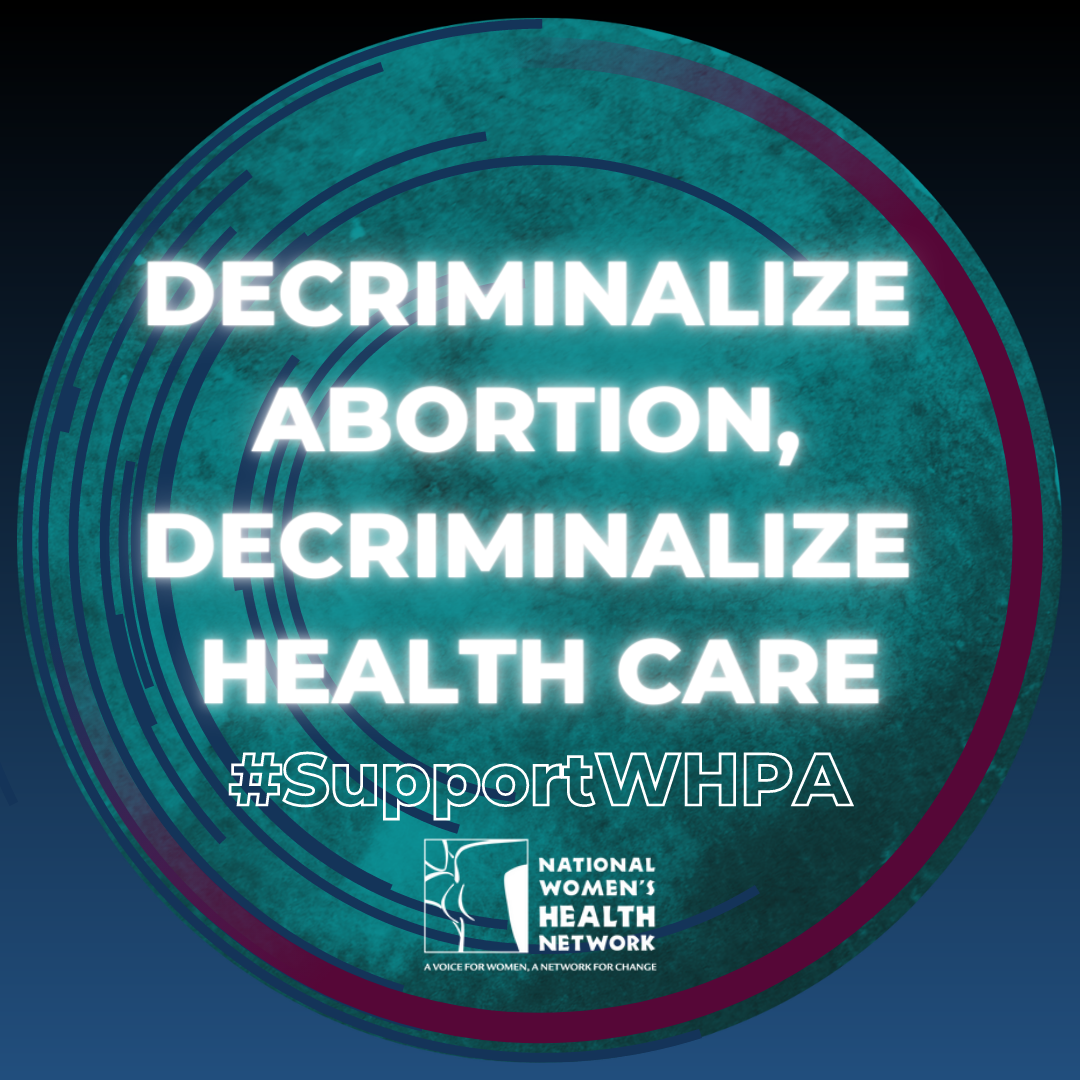 DECRIMINALIZE
ABORTION,
DECRIMINALIZE
HEALTH CARE
#SupportWHPA
NATIONAL
WOMEN'S
HEALTH
NETWORK
A VOICE FOR WOMEN, A NETWORK FOR CHANGE